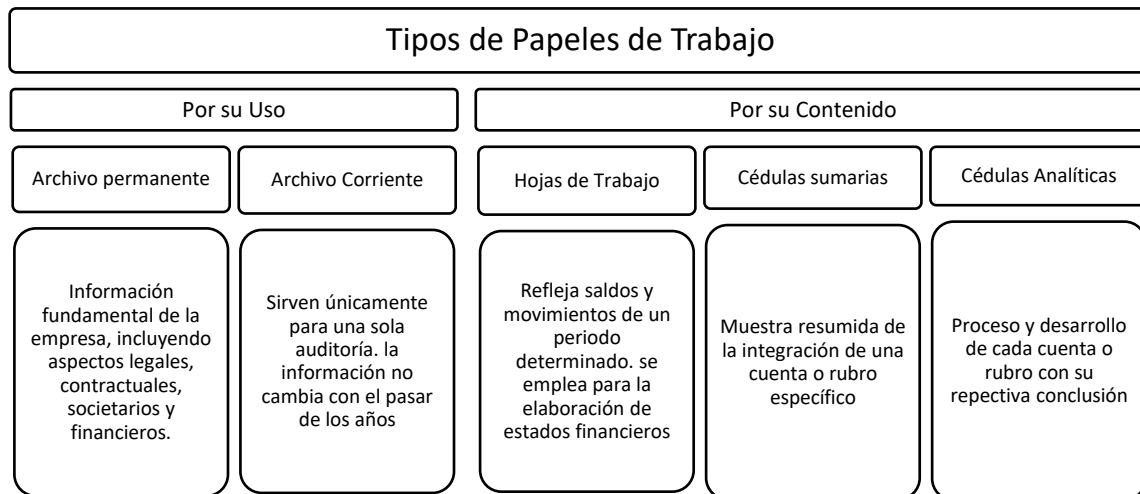 Tipos de Papeles de Trabajo
Por su Uso
Por su Contenido
Archivo permanente
Archivo Corriente
Hojas de Trabajo
Cédulas sumarias
Cédulas Analíticas
Información
fundamental de la
empresa, incluyendo
aspectos legales,
contractuales,
societarios y
financieros.
Sirven únicamente
para una sola
auditoría. la
información no
cambia con el pasar
de los años
Refleja saldos y
movimientos de un
periodo
determinado. se
emplea para la
elaboración de
estados financieros
Muestra resumida de
la integración de una
cuenta o rubro
específico
Proceso y desarrollo
de cada cuenta o
rubro con su
repectiva conclusión